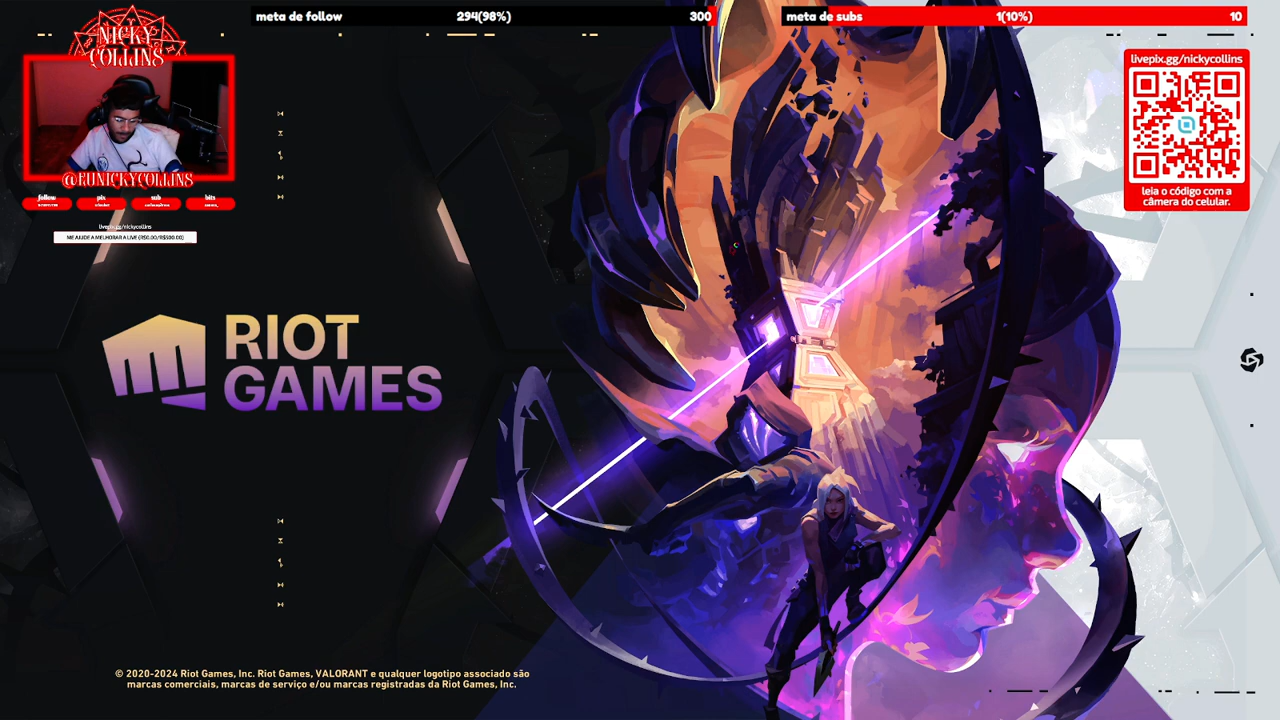 meta de follow 294(98%) 300
meta de subs 1(10%) 10
NICKY
COLLINS
@EUNICKYCOLLINS
follow pix sub bits
livepix.gg/nickycollins
ME AJUDE A MELHORAR A LIVE (R$0.00/R$500.00)
livepix.gg/nickycollins
leia o código com a
câmera do celular.
RIOT
GAMES
© 2020-2024 Riot Games, Inc. Riot Games, VALORANT e qualquer logotipo associado são
marcas comerciais, marcas de serviço e/ou marcas registradas da Riot Games, Inc.